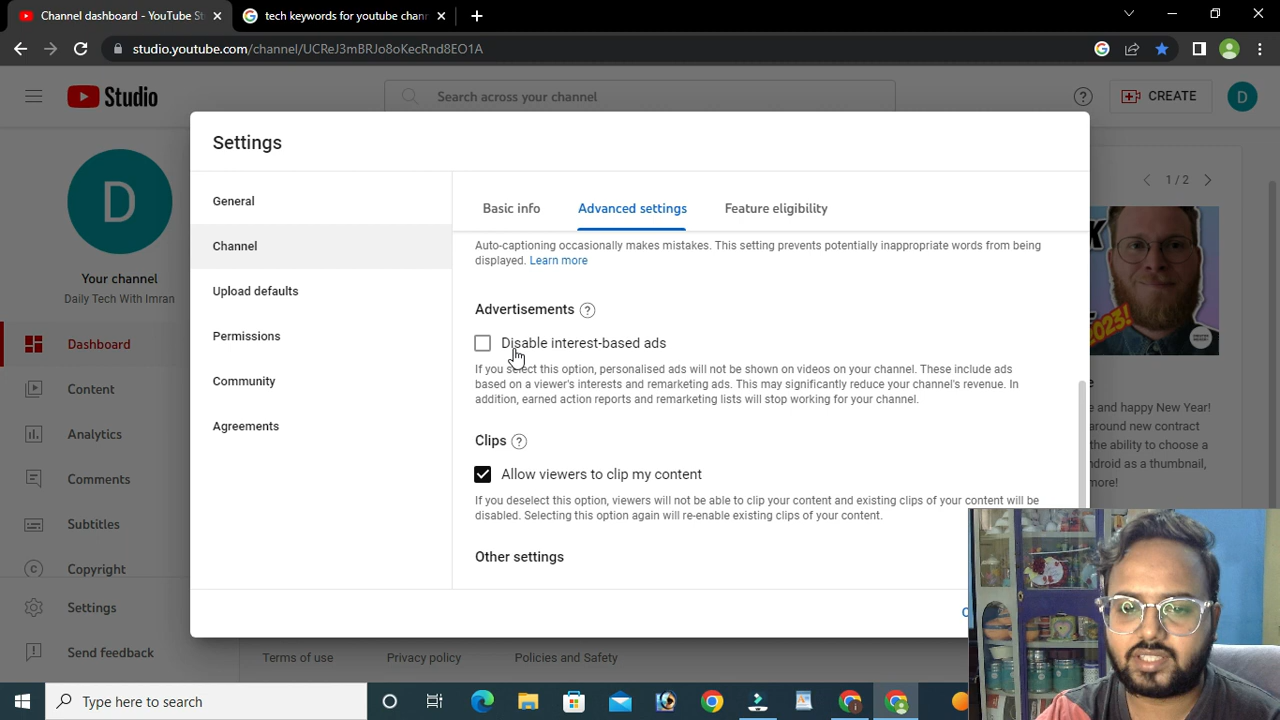 Channel dashboard - YouTube St
tech keywords for youtube chann
studio.youtube.com/channel/UCReJ3mBRJo8oKecRnd8EO1A
Studio
Search across your channel
CREATE
D
D
Your channel
Daily Tech With Imran
Dashboard
Content
Analytics
Comments
Subtitles
Copyright
Settings
Send feedback
Settings
General
Channel
Upload defaults
Permissions
Community
Agreements
Basic info
Advanced settings
Feature eligibility
Auto-captioning occasionally makes mistakes. This setting prevents potentially inappropriate words from being
displayed. Learn more
Advertisements
Disable interest-based ads
If you select this option, personalised ads will not be shown on videos on your channel. These include ads
based on a viewer's interests and remarketing ads. This may significantly reduce your channel's revenue. In
addition, earned action reports and remarketing lists will stop working for your channel.
Clips
Allow viewers to clip my content
If you deselect this option, viewers will not be able to clip your content and existing clips of your content will be
disabled. Selecting this option again will re-enable existing clips of your content.
Other settings
1 / 2
2023!
e and happy New Year!
around new contract
the ability to choose a
ndroid as a thumbnail,
more!
Terms of use
Privacy policy
Policies and Safety
Type here to search